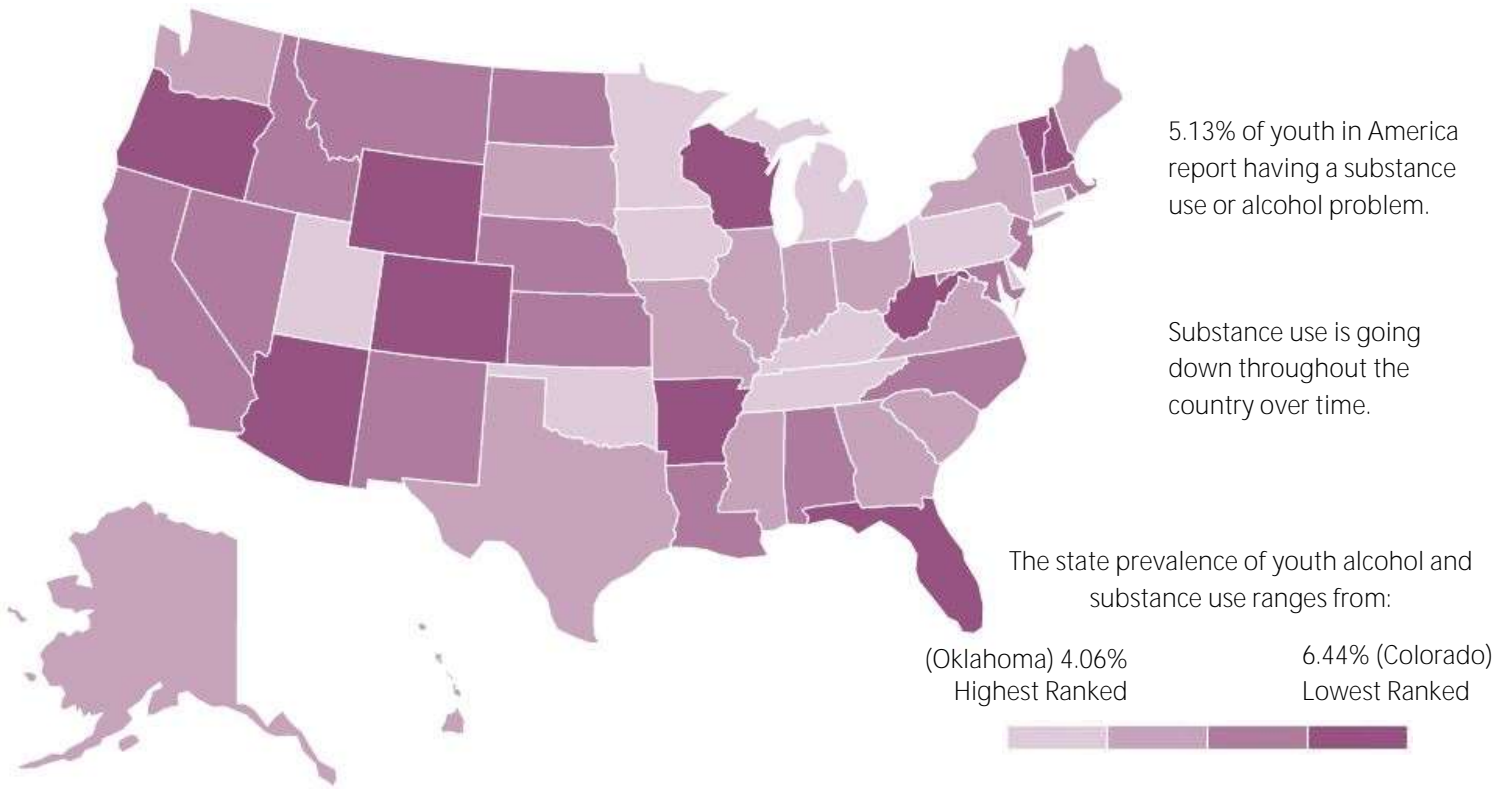 5.13% of youth in America
report having a substance
use or alcohol problem.
Substance use is going
down throughout the
country over time.
The state prevalence of youth alcohol and
substance use ranges from:
(Oklahoma) 4.06%
Highest Ranked
6.44% (Colorado)
Lowest Ranked